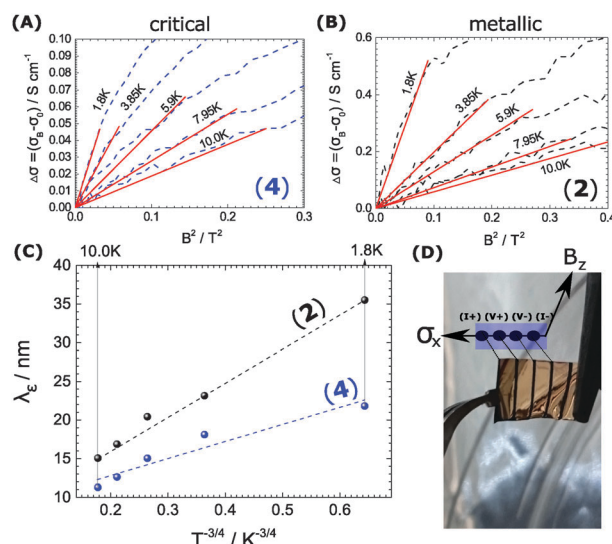 (A) critical
Δσ = (σB-σ0) / S cm⁻¹
0.10
0.09
0.08
0.07
0.06
0.05
0.04
0.03
0.02
0.01
0.00
1.8K
3.85K
5.9K
7.95K
10.0K
(4)
0.0 0.1 0.2 0.3
B² / T²
(B) metallic
Δσ = (σB-σ0) / S cm⁻¹
0.6
0.4
0.2
0.0
1.8K
3.85K
5.9K
7.95K
10.0K
(2)
0.0 0.1 0.2 0.3 0.4
B² / T²
(C) 10.0K 1.8K
λε / nm
40
35
30
25
20
15
10
(2)
(4)
0.2 0.3 0.4 0.5 0.6
T⁻³/⁴ / K⁻³/⁴
(D)
Bz
(I+) (V+) (V-) (I-)
σx